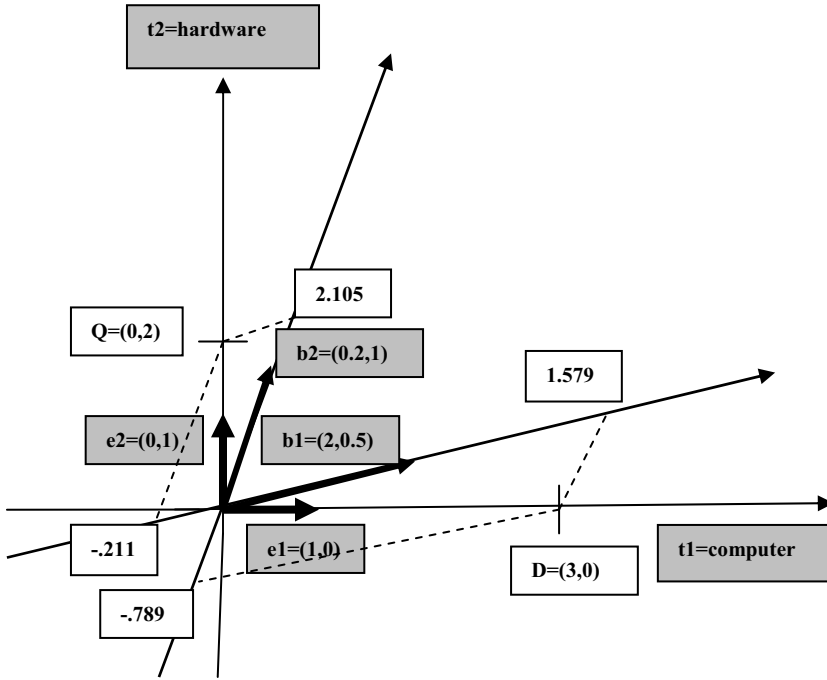 t2=hardware
2.105
Q=(0,2)
b2=(0.2,1)
1.579
e2=(0,1)
b1=(2,0.5)
-.211
e1=(1,0)
t1=computer
D=(3,0)
-.789